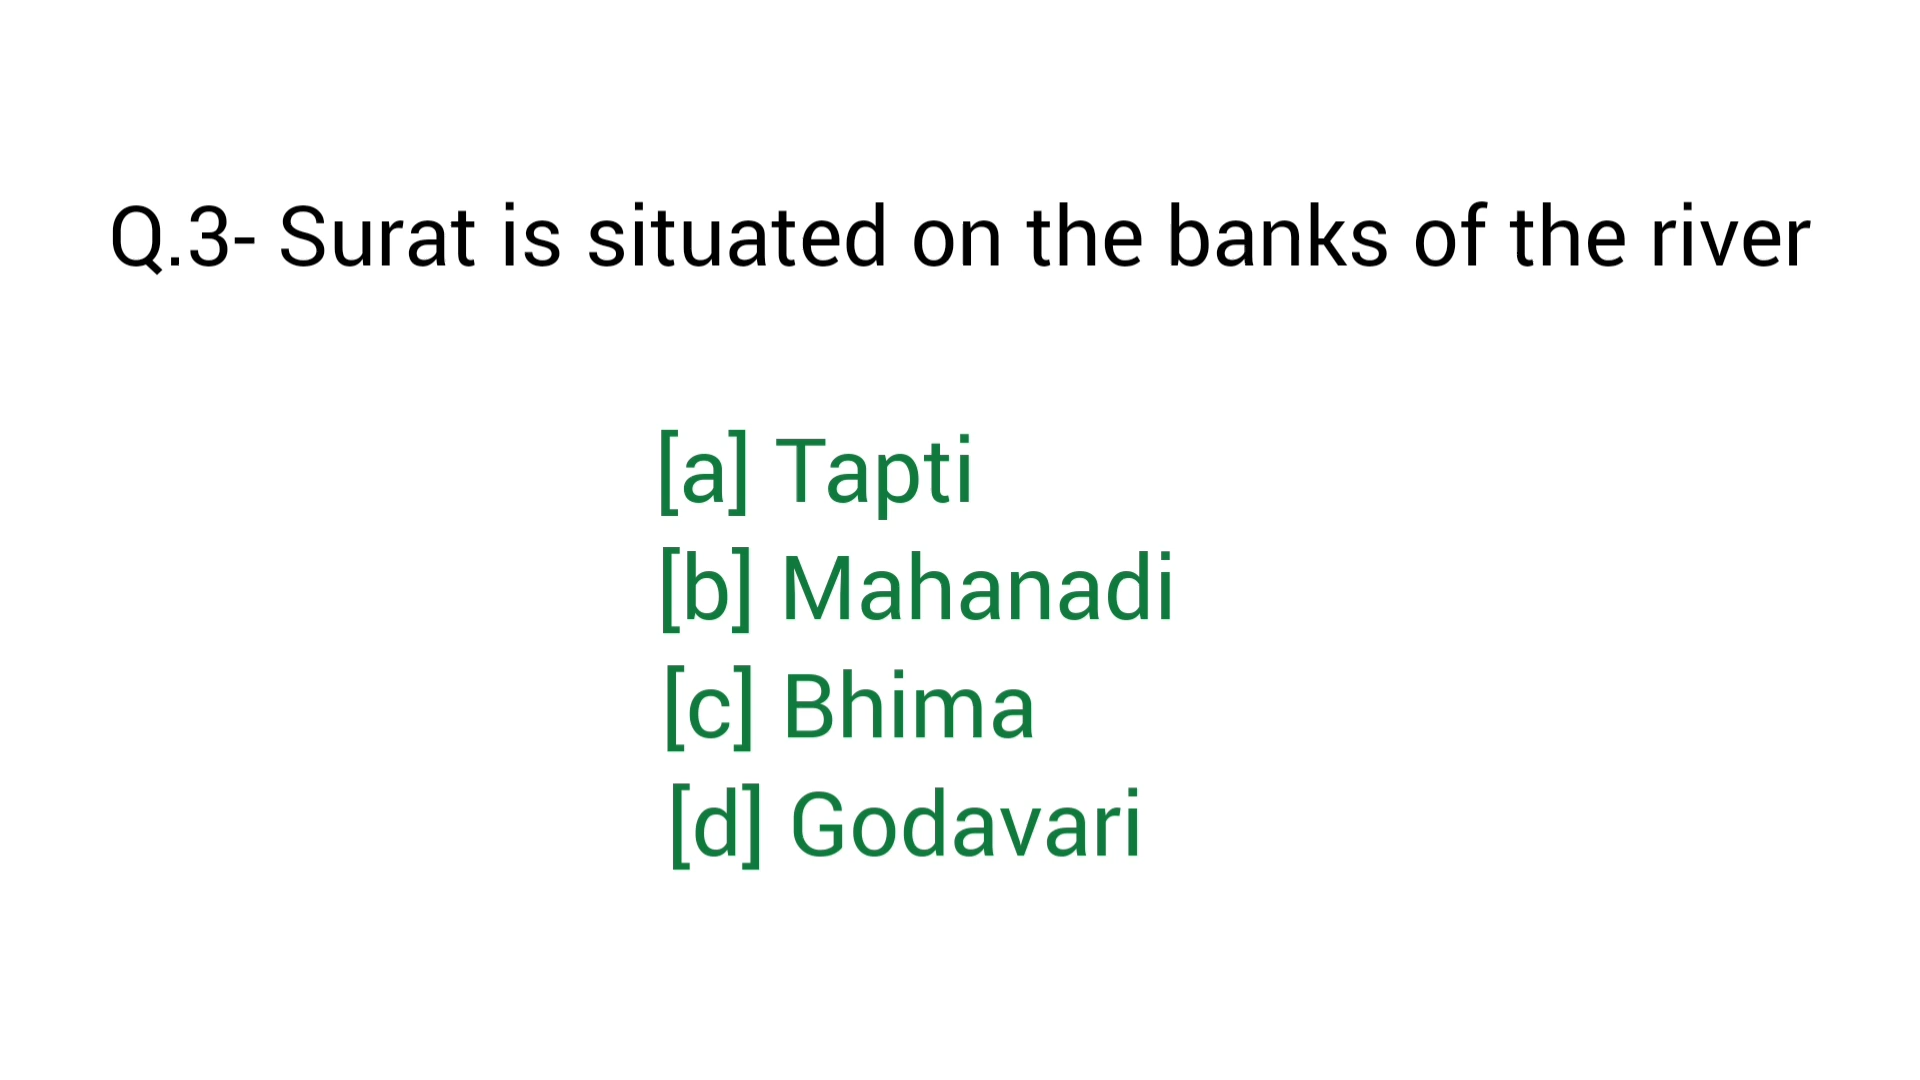 Q.3- Surat is situated on the banks of the river
[a] Tapti
[b] Mahanadi
[c] Bhima
[d] Godavari